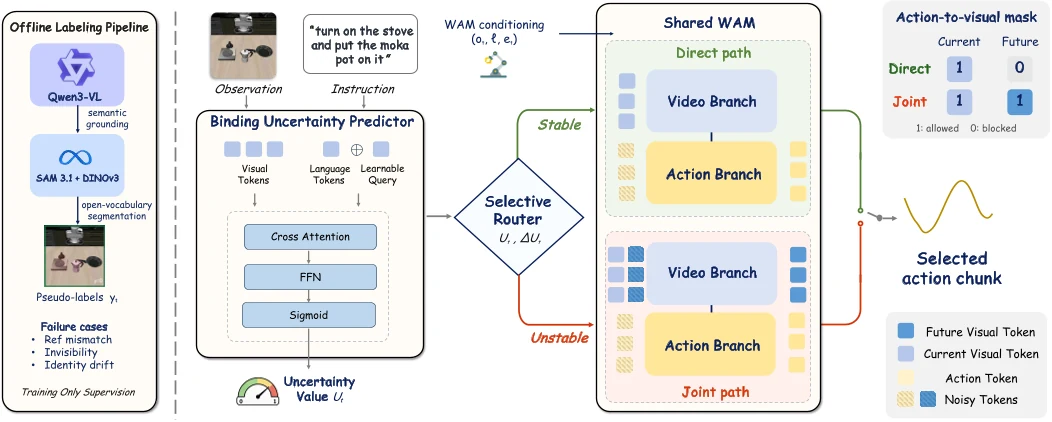 Offline Labeling Pipeline
Qwen3-VL
semantic
grounding
SAM 3.1 + DINOv3
open-vocabulary
segmentation
Pseudo-labels yₜ
Failure cases
• Ref mismatch
• Invisibility
• Identity drift
Training Only Supervision
"turn on the stove
and put the moka
pot on it"
Observation
Instruction
Binding Uncertainty Predictor
Visual
Tokens
Language
Tokens
Learnable
Query
Cross Attention
FFN
Sigmoid
Uncertainty
Value Uₜ
WAM conditioning
(oₜ, ℓ, eₜ)
Stable
Selective
Router
Uₜ , ΔUₜ
Unstable
Shared WAM
Direct path
Video Branch
Action Branch
Video Branch
Action Branch
Joint path
Action-to-visual mask
Current Future
Direct 1 0
Joint 1 1
1: allowed 0: blocked
Selected
action chunk
Future Visual Token
Current Visual Token
Action Token
Noisy Tokens